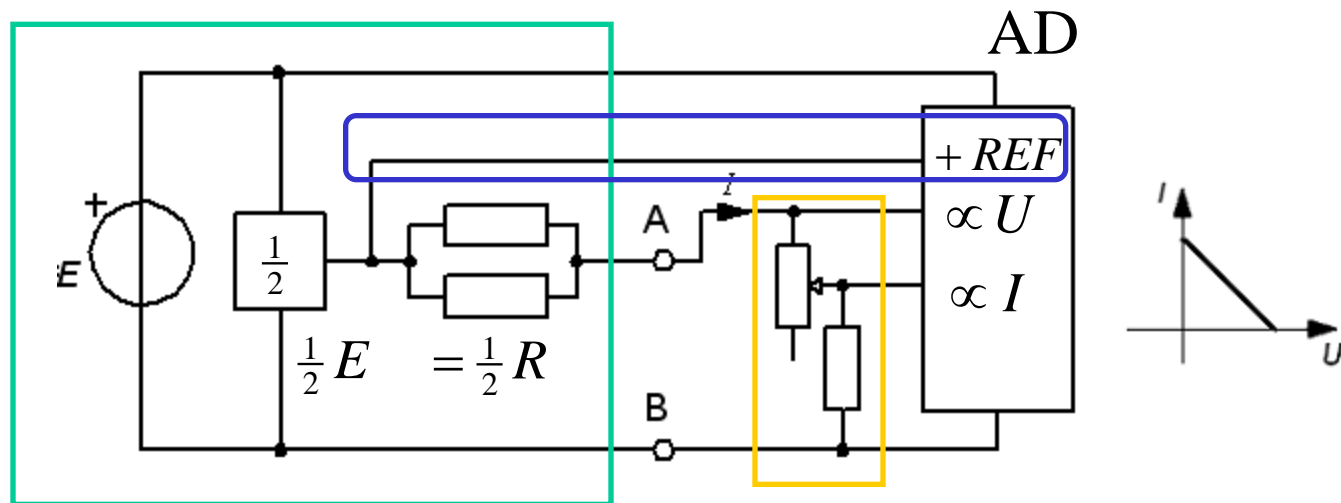 AD
+ REF
I
A
∝ U
+
E
1/2
∝ I
1/2 E = 1/2 R
B
I
U